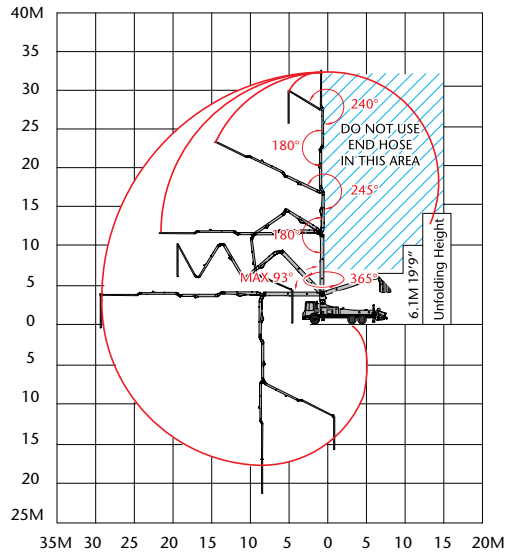 40M
35
30
25
20
15
10
5
0
5
10
15
20
25M
35M 30 25 20 15 10 5 0 5 10 15 20M
240°
DO NOT USE
END HOSE
IN THIS AREA
180°
245°
180°
MAX 93°
365°
6.1M 19'9"
Unfolding Height